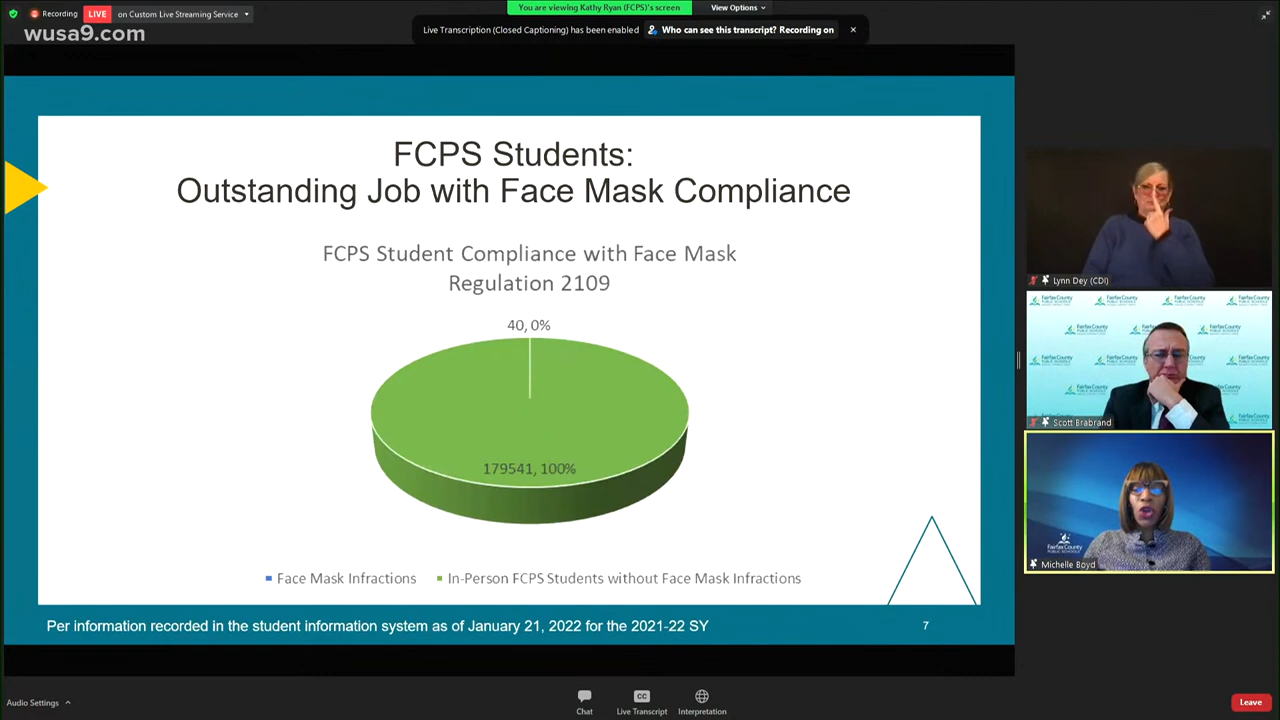 Recording
LIVE
on Custom Live Streaming Service
You are viewing Kathy Ryan (FCPS)'s screen
View Options
wusa9.com
Live Transcription (Closed Captioning) has been enabled
Who can see this transcript? Recording on
FCPS Students:
Outstanding Job with Face Mask Compliance
FCPS Student Compliance with Face Mask
Regulation 2109
40, 0%
179541, 100%
Face Mask Infractions
In-Person FCPS Students without Face Mask Infractions
Per information recorded in the student information system as of January 21, 2022 for the 2021-22 SY
7
Lynn Dey (CDI)
Scott Brabrand
Fairfax County
PUBLIC SCHOOLS
Michelle Boyd
Audio Settings
Chat
CC
Live Transcript
Interpretation
Leave